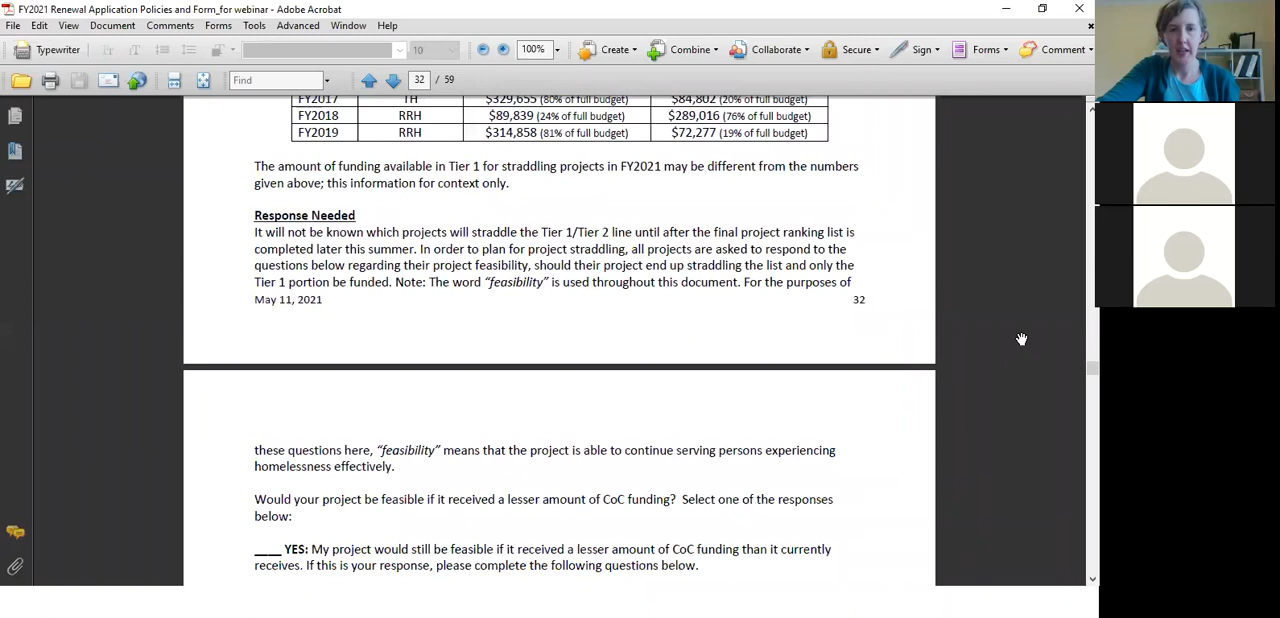 FY2021 Renewal Application Policies and Form_for webinar - Adobe Acrobat
File Edit View Document Comments Forms Tools Advanced Window Help
Typewriter 10 100% Create Combine Collaborate Secure Sign Forms Comment
Find 32 / 59
FY2017 TH $329,655 (80% of full budget) $84,802 (20% of full budget)
FY2018 RRH $89,839 (24% of full budget) $289,016 (76% of full budget)
FY2019 RRH $314,858 (81% of full budget) $72,277 (19% of full budget)
The amount of funding available in Tier 1 for straddling projects in FY2021 may be different from the numbers
given above; this information for context only.
Response Needed
It will not be known which projects will straddle the Tier 1/Tier 2 line until after the final project ranking list is
completed later this summer. In order to plan for project straddling, all projects are asked to respond to the
questions below regarding their project feasibility, should their project end up straddling the list and only the
Tier 1 portion be funded. Note: The word “feasibility” is used throughout this document. For the purposes of
May 11, 2021 32
these questions here, “feasibility” means that the project is able to continue serving persons experiencing
homelessness effectively.
Would your project be feasible if it received a lesser amount of CoC funding? Select one of the responses
below:
____ YES: My project would still be feasible if it received a lesser amount of CoC funding than it currently
receives. If this is your response, please complete the following questions below.